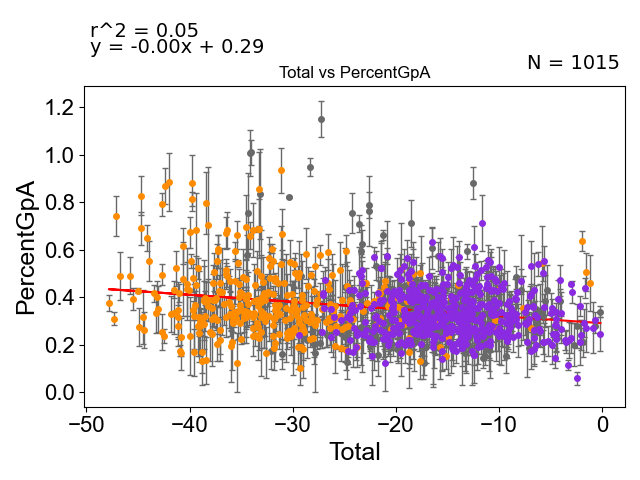 r^2 = 0.05
y = -0.00x + 0.29
N = 1015
Total vs PercentGpA
PercentGpA
1.2
1.0
0.8
0.6
0.4
0.2
0.0
−50 −40 −30 −20 −10 0
Total